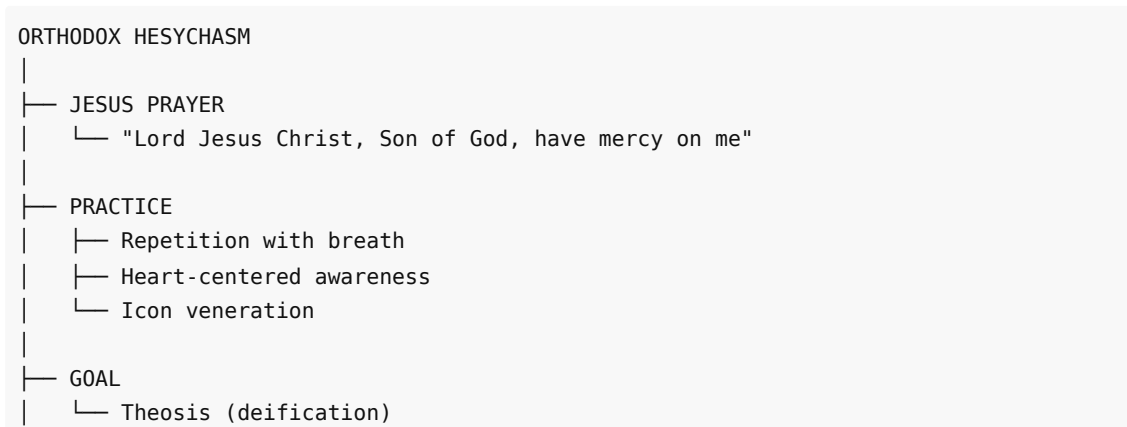 ORTHODOX HESYCHASM
│
├── JESUS PRAYER
│   └── "Lord Jesus Christ, Son of God, have mercy on me"
│
├── PRACTICE
│   ├── Repetition with breath
│   ├── Heart-centered awareness
│   └── Icon veneration
│
├── GOAL
│   └── Theosis (deification)